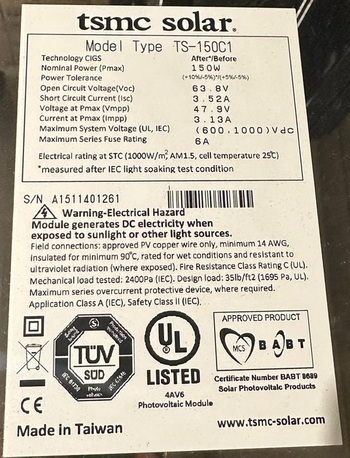 tsmc solar®
Model Type TS-150C1
Technology CIGS After*/Before
Nominal Power (Pmax) 150W
Power Tolerance (+10%/-5%)*/(+5%/-5%)
Open Circuit Voltage(Voc) 63.8V
Short Circuit Current (Isc) 3.52A
Voltage at Pmax (Vmpp) 47.9V
Current at Pmax (Impp) 3.13A
Maximum System Voltage (UL, IEC) (600,1000)Vdc
Maximum Series Fuse Rating 6A
Electrical rating at STC (1000W/m², AM1.5, cell temperature 25℃)
*measured after IEC light soaking test condition
S/N A1511401261
Warning-Electrical Hazard
Module generates DC electricity when
exposed to sunlight or other light sources.
Field connections: approved PV copper wire only, minimum 14 AWG,
insulated for minimum 90℃, rated for wet conditions and resistant to
ultraviolet radiation (where exposed). Fire Resistance Class Rating C (UL).
Mechanical load tested: 2400Pa (IEC). Design load: 35lb/ft2 (1695 Pa, UL).
Maximum series overcurrent protective device, where required.
Application Class A (IEC), Safety Class II (IEC).
TÜV
SÜD
UL
LISTED
4AV6
Photovoltaic Module
APPROVED PRODUCT
MCS
BABT
Certificate Number BABT 8689
Solar Photovoltaic Products
CE
Made in Taiwan
www.tsmc-solar.com